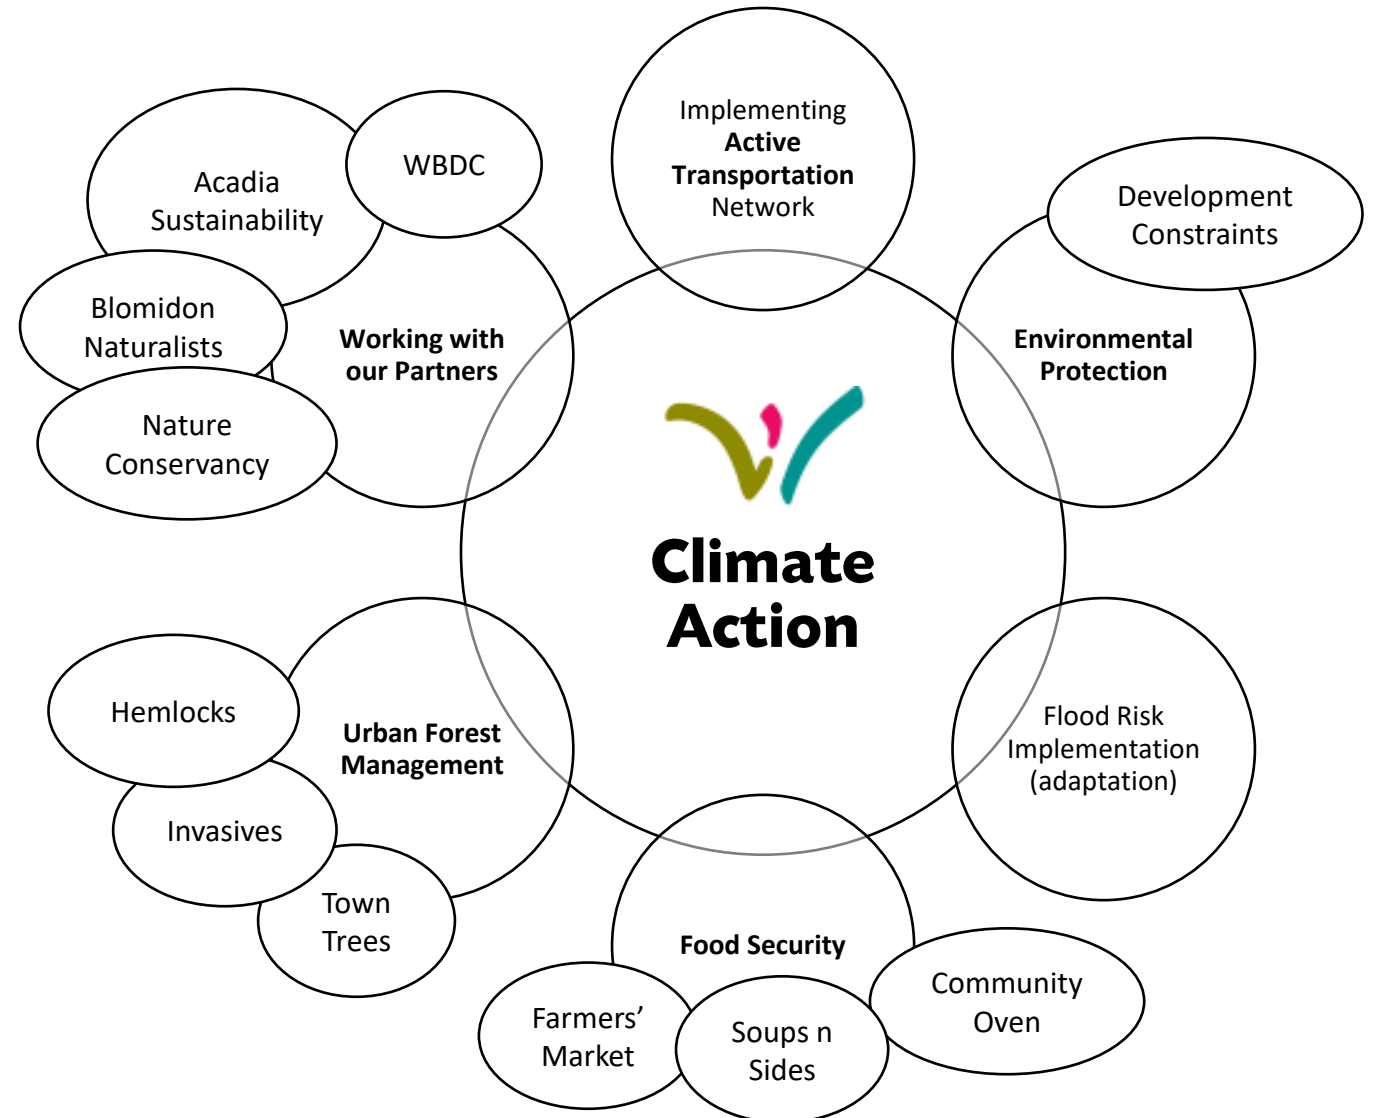 Implementing
Active
Transportation
Network
WBDC
Acadia
Sustainability
Blomidon
Naturalists
Nature
Conservancy
Working with
our Partners
Development
Constraints
Environmental
Protection
Climate
Action
Hemlocks
Invasives
Town
Trees
Urban Forest
Management
Flood Risk
Implementation
(adaptation)
Food Security
Farmers’
Market
Soups n
Sides
Community
Oven